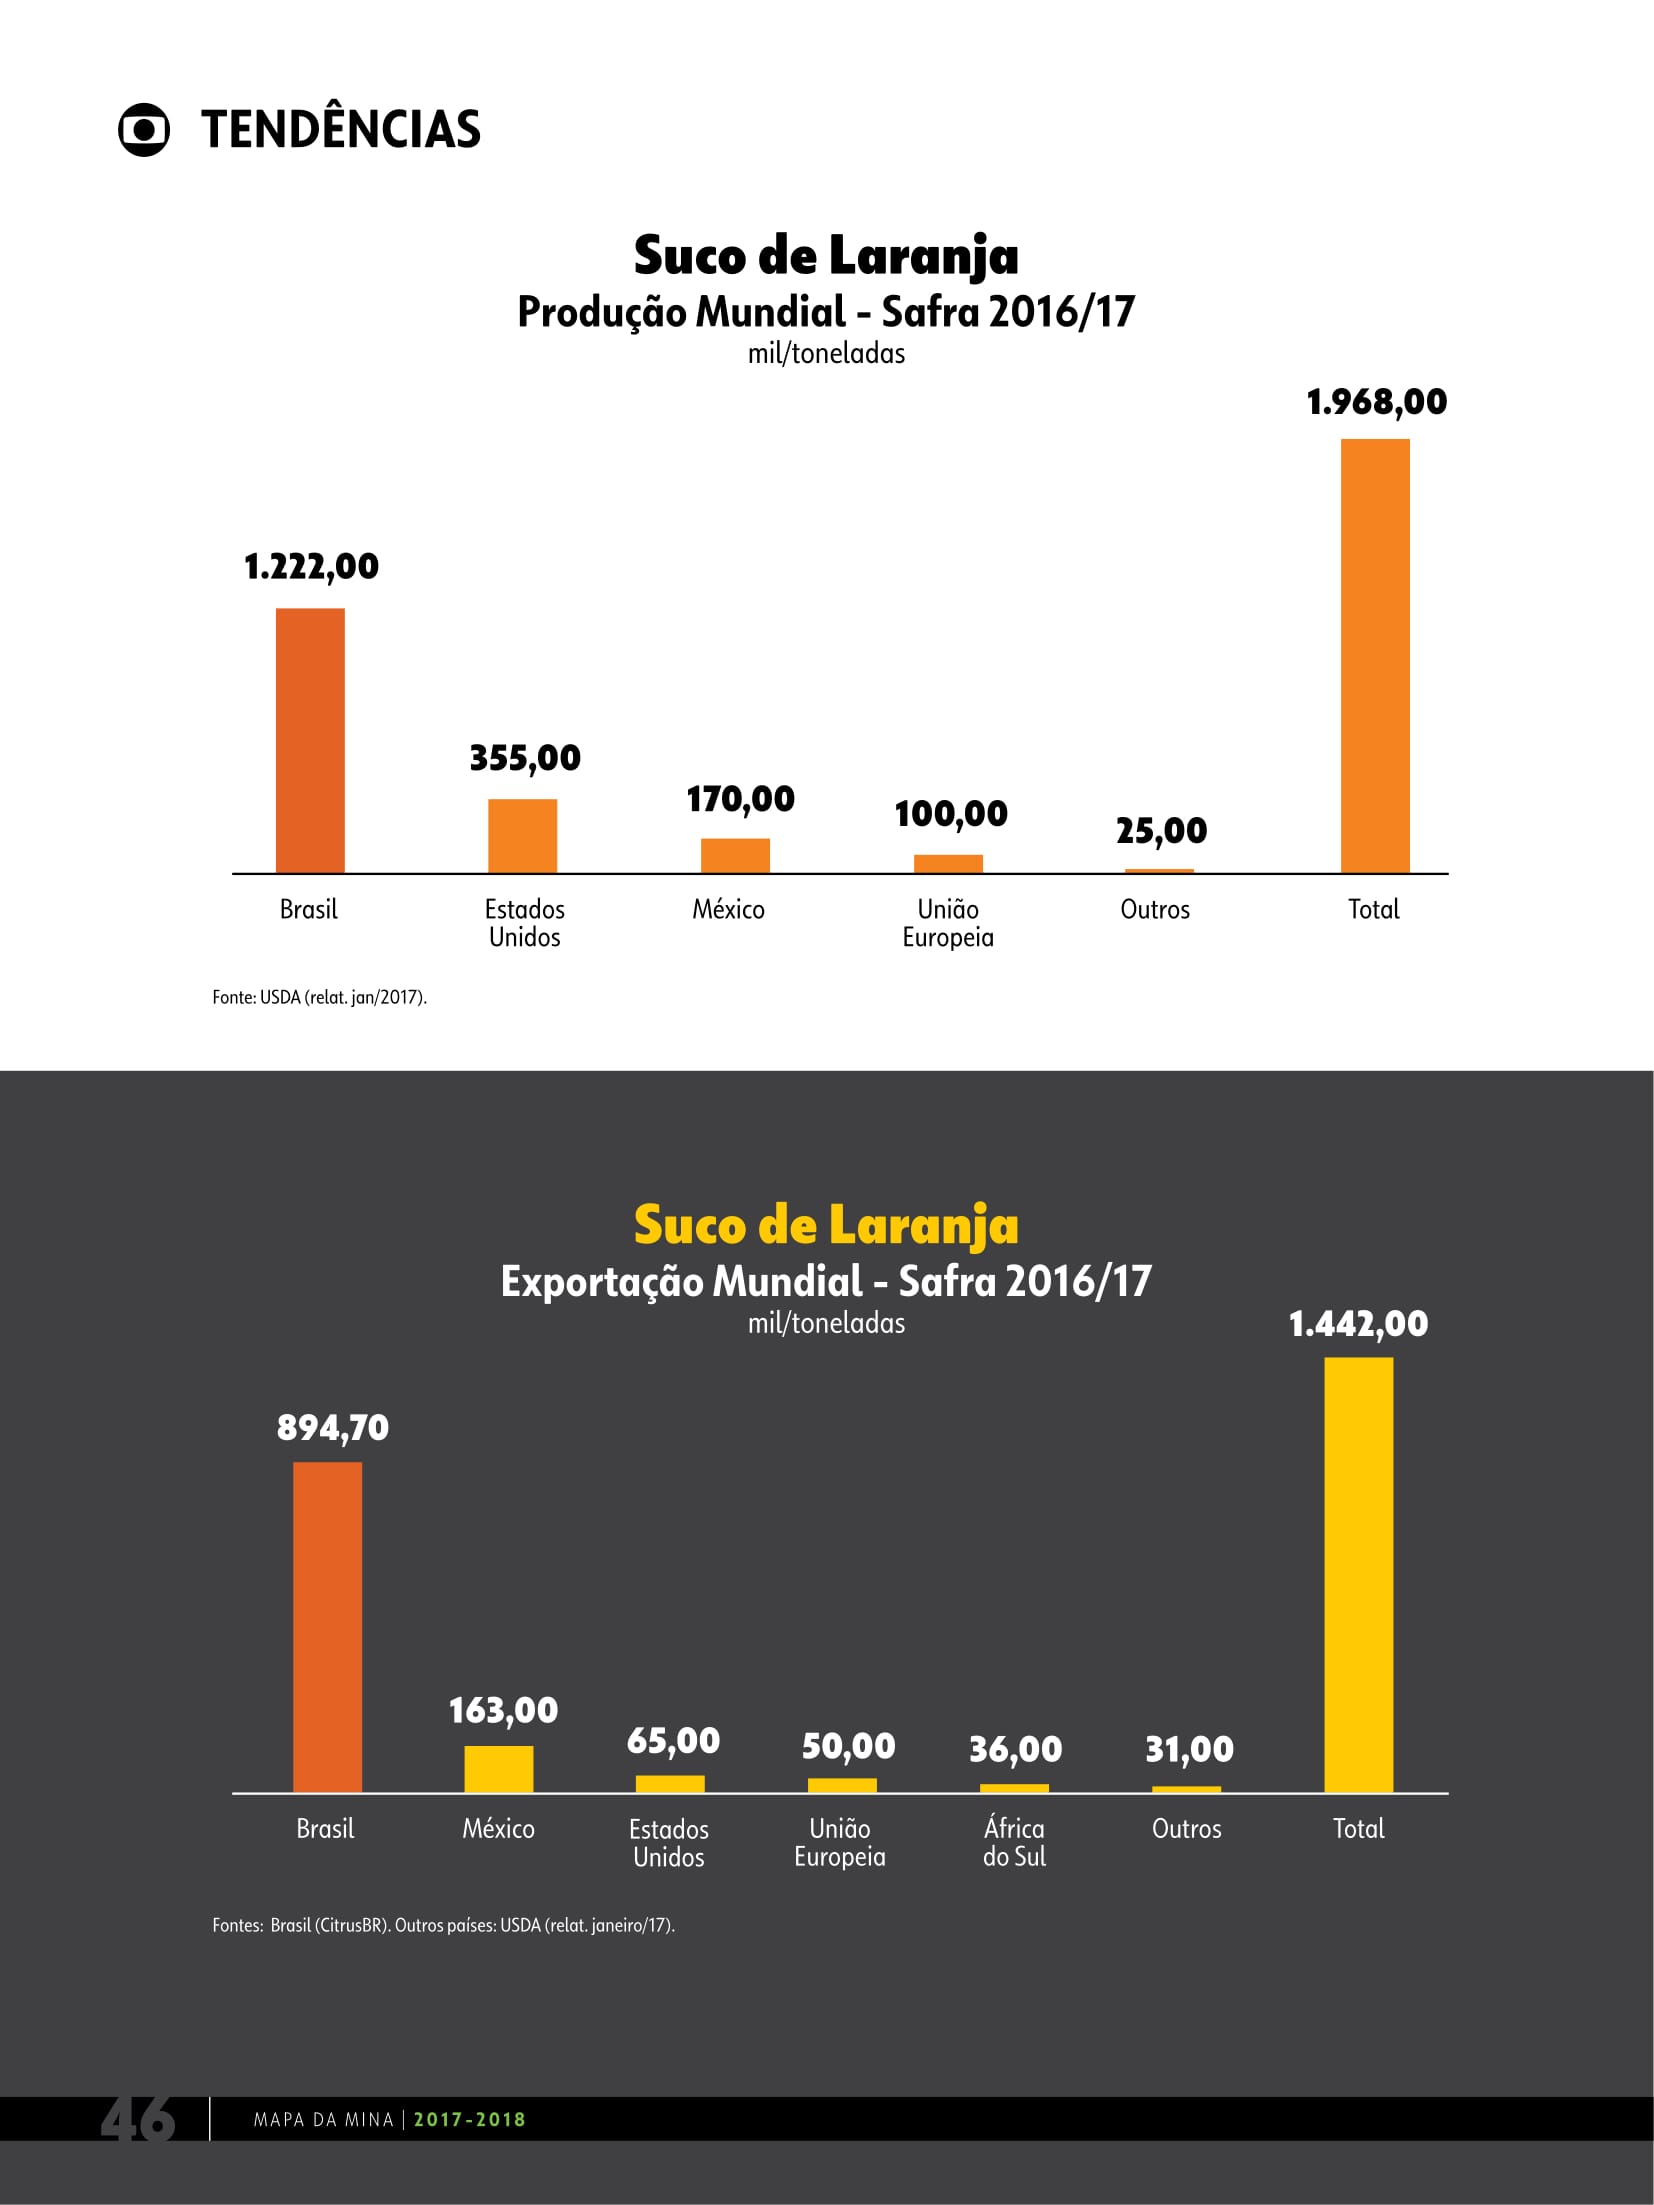 TENDÊNCIAS
Suco de Laranja
Produção Mundial - Safra 2016/17
mil/toneladas
1.968,00
1.222,00
355,00
170,00
100,00
25,00
Brasil
Estados
Unidos
México
União
Europeia
Outros
Total
Fonte: USDA (relat. jan/2017).
Suco de Laranja
Exportação Mundial - Safra 2016/17
mil/toneladas
1.442,00
894,70
163,00
65,00
50,00
36,00
31,00
Brasil
México
Estados
Unidos
União
Europeia
África
do Sul
Outros
Total
Fontes: Brasil (CitrusBR). Outros países: USDA (relat. janeiro/17).
46
MAPA DA MINA | 2017-2018